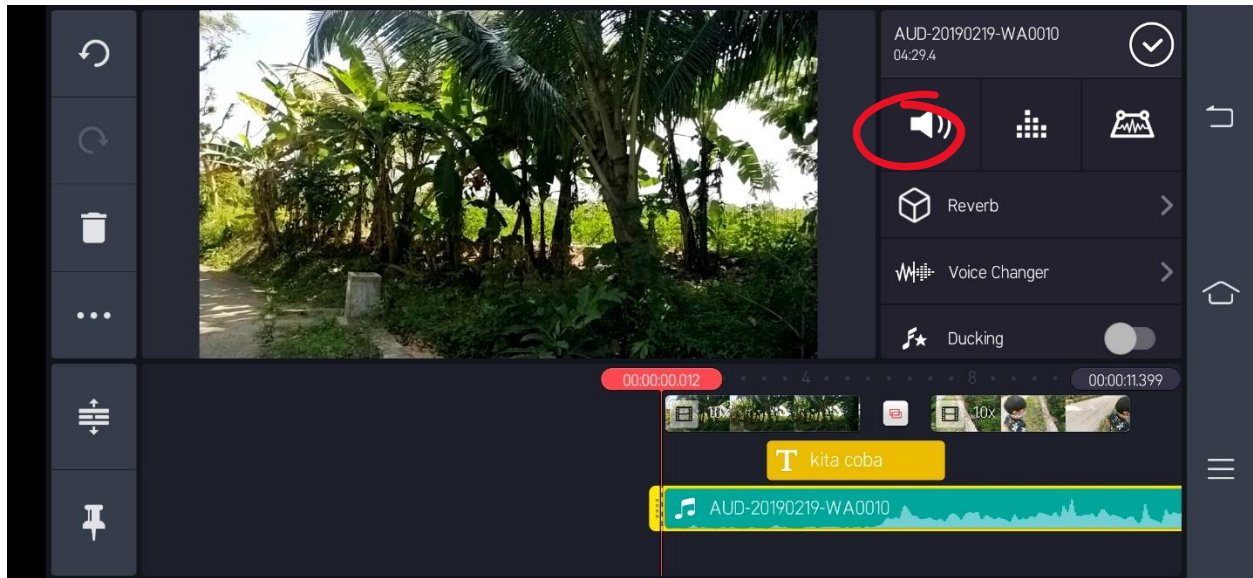 AUD-20190219-WA0010
04:29.4
Reverb
Voice Changer
Ducking
00:00:00.012
4
8
00:00:11.399
10x
10x
T kita coba
AUD-20190219-WA0010